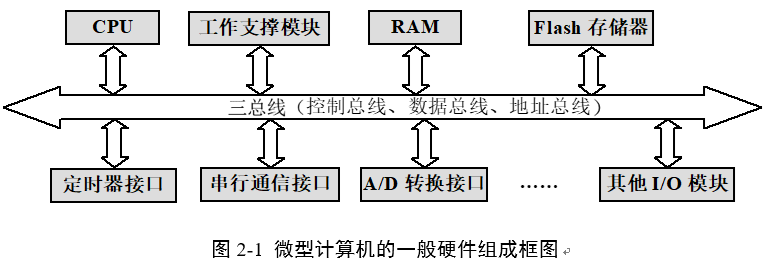 CPU
工作支撑模块
RAM
Flash 存储器
三总线（控制总线、数据总线、地址总线）
定时器接口
串行通信接口
A/D 转换接口
……
其他 I/O 模块
图 2-1 微型计算机的一般硬件组成框图